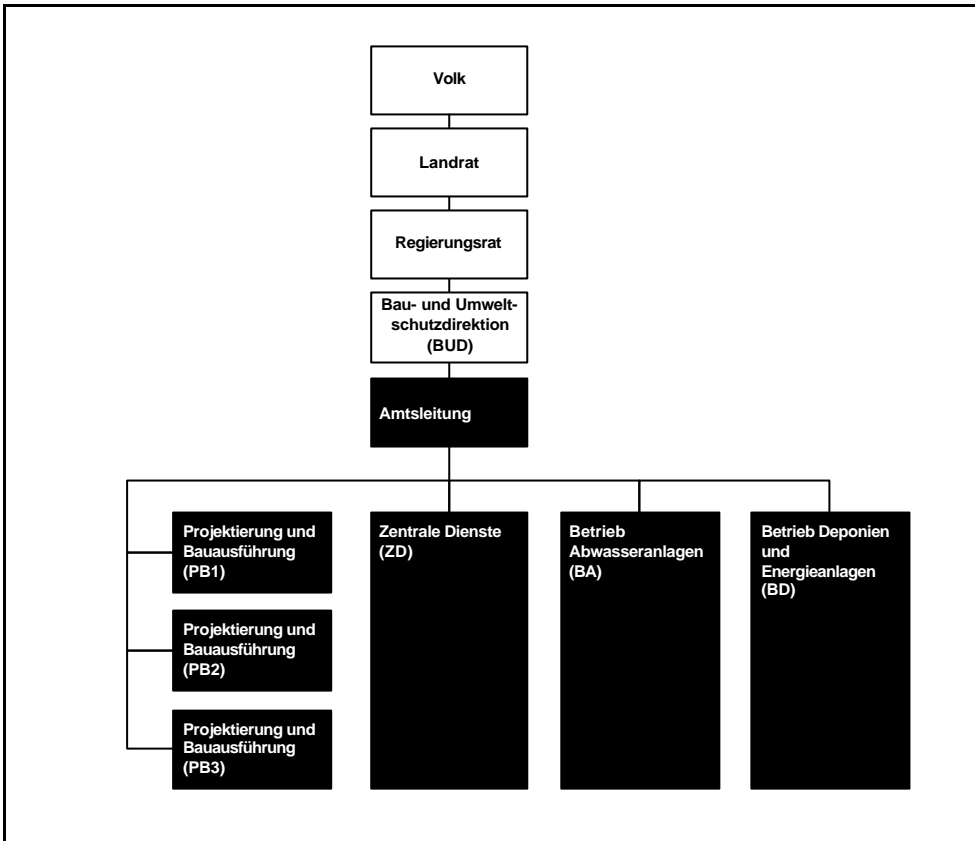 Volk
Landrat
Regierungsrat
Bau- und Umwelt-
schutzdirektion
(BUD)
Amtsleitung
Projektierung und
Bauausführung
(PB1)
Projektierung und
Bauausführung
(PB2)
Projektierung und
Bauausführung
(PB3)
Zentrale Dienste
(ZD)
Betrieb
Abwasseranlagen
(BA)
Betrieb Deponien
und
Energieanlagen
(BD)